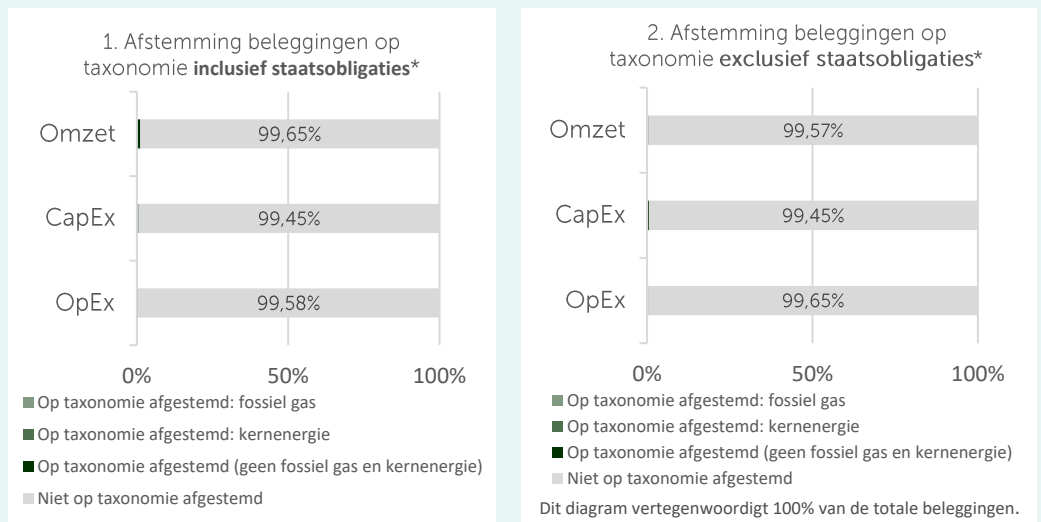 1. Afstemming beleggingen op
taxonomie inclusief staatsobligaties*
Omzet
99,65%
CapEx
99,45%
OpEx
99,58%
0%
50%
100%
Op taxonomie afgestemd: fossiel gas
Op taxonomie afgestemd: kernenergie
Op taxonomie afgestemd (geen fossiel gas en kernenergie)
Niet op taxonomie afgestemd
2. Afstemming beleggingen op
taxonomie exclusief staatsobligaties*
Omzet
99,57%
CapEx
99,45%
OpEx
99,65%
0%
50%
100%
Op taxonomie afgestemd: fossiel gas
Op taxonomie afgestemd: kernenergie
Op taxonomie afgestemd (geen fossiel gas en kernenergie)
Niet op taxonomie afgestemd
Dit diagram vertegenwoordigt 100% van de totale beleggingen.